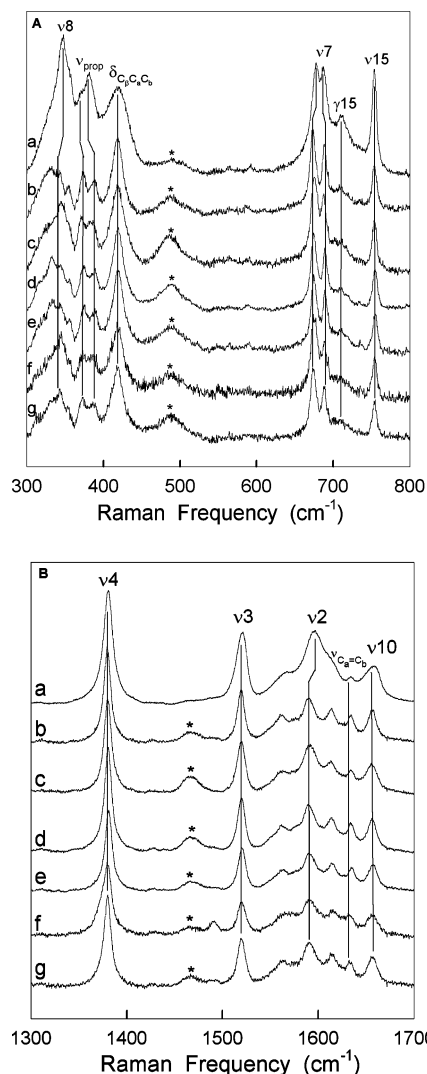 A
ν8
νprop
δCβCaCb
ν7
ν15
γ15
a
b
c
d
e
f
g
*
*
*
*
*
*
*
300 400 500 600 700 800
Raman Frequency (cm-1)
B
ν4
ν3
ν2
νCa=Cb
ν10
a
b
c
d
e
f
g
*
*
*
*
*
*
1300 1400 1500 1600 1700
Raman Frequency (cm-1)